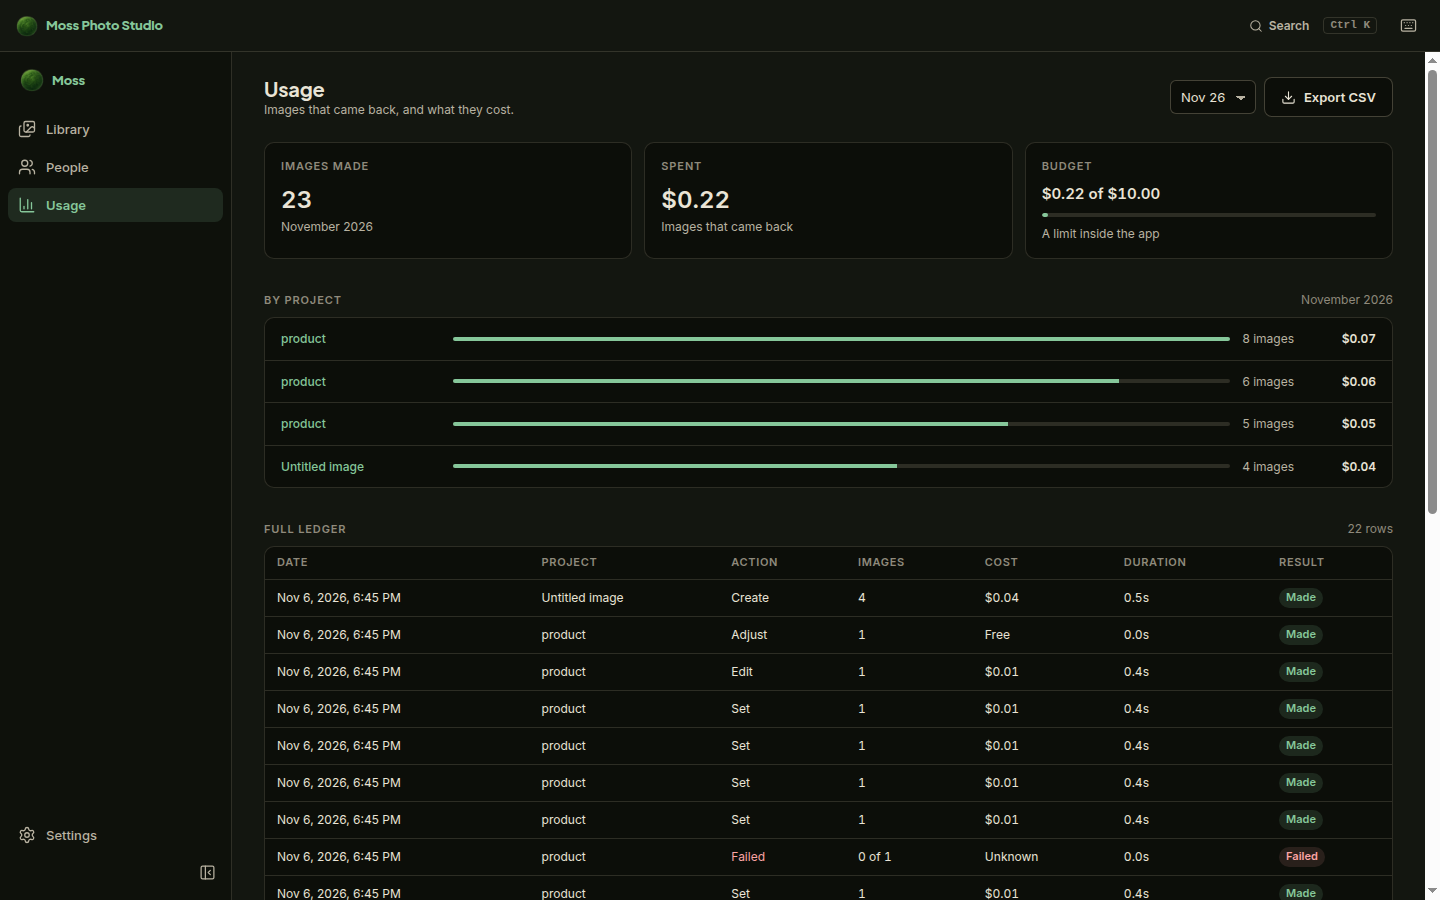 Moss Photo Studio
Search Ctrl K
Moss
Library
People
Usage
Settings
Usage
Images that came back, and what they cost.
Nov 26
Export CSV
IMAGES MADE
23
November 2026
SPENT
$0.22
Images that came back
BUDGET
$0.22 of $10.00
A limit inside the app
BY PROJECT November 2026
product 8 images $0.07
product 6 images $0.06
product 5 images $0.05
Untitled image 4 images $0.04
FULL LEDGER 22 rows
DATE PROJECT ACTION IMAGES COST DURATION RESULT
Nov 6, 2026, 6:45 PM Untitled image Create 4 $0.04 0.5s Made
Nov 6, 2026, 6:45 PM product Adjust 1 Free 0.0s Made
Nov 6, 2026, 6:45 PM product Edit 1 $0.01 0.4s Made
Nov 6, 2026, 6:45 PM product Set 1 $0.01 0.4s Made
Nov 6, 2026, 6:45 PM product Set 1 $0.01 0.4s Made
Nov 6, 2026, 6:45 PM product Set 1 $0.01 0.4s Made
Nov 6, 2026, 6:45 PM product Set 1 $0.01 0.4s Made
Nov 6, 2026, 6:45 PM product Failed 0 of 1 Unknown 0.0s Failed
Nov 6, 2026, 6:45 PM product Set 1 $0.01 0.4s Made